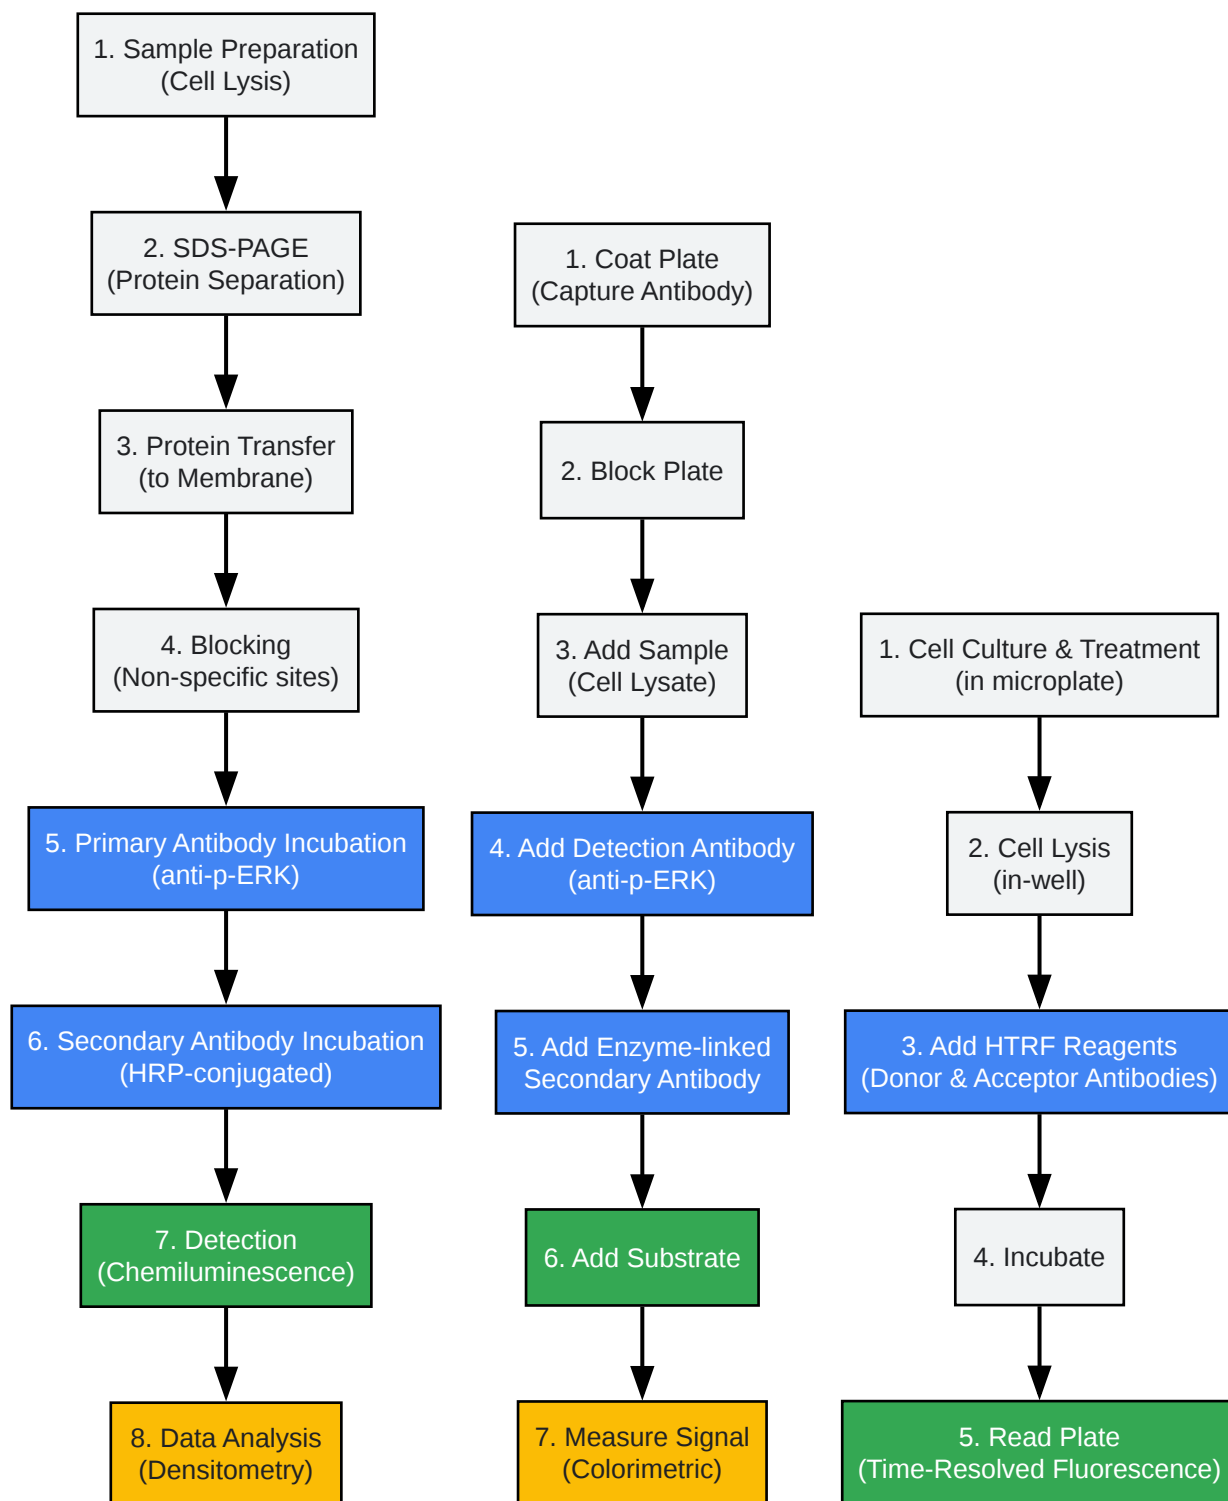 1. Sample Preparation
(Cell Lysis)
2. SDS-PAGE
(Protein Separation)
3. Protein Transfer
(to Membrane)
4. Blocking
(Non-specific sites)
5. Primary Antibody Incubation
(anti-p-ERK)
6. Secondary Antibody Incubation
(HRP-conjugated)
7. Detection
(Chemiluminescence)
8. Data Analysis
(Densitometry)
1. Coat Plate
(Capture Antibody)
2. Block Plate
3. Add Sample
(Cell Lysate)
4. Add Detection Antibody
(anti-p-ERK)
5. Add Enzyme-linked
Secondary Antibody
6. Add Substrate
7. Measure Signal
(Colorimetric)
1. Cell Culture & Treatment
(in microplate)
2. Cell Lysis
(in-well)
3. Add HTRF Reagents
(Donor & Acceptor Antibodies)
4. Incubate
5. Read Plate
(Time-Resolved Fluorescence)